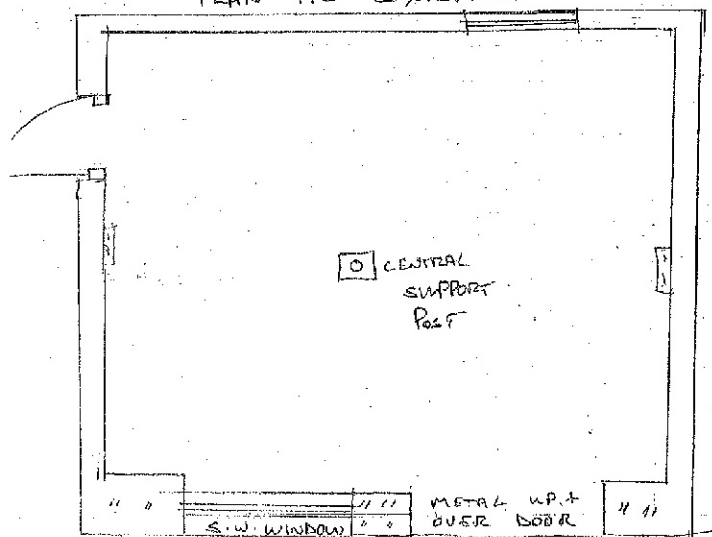 CENTRAL
SUPPORT
POST
METAL UP &
OVER DOOR
S.W. WINDOW